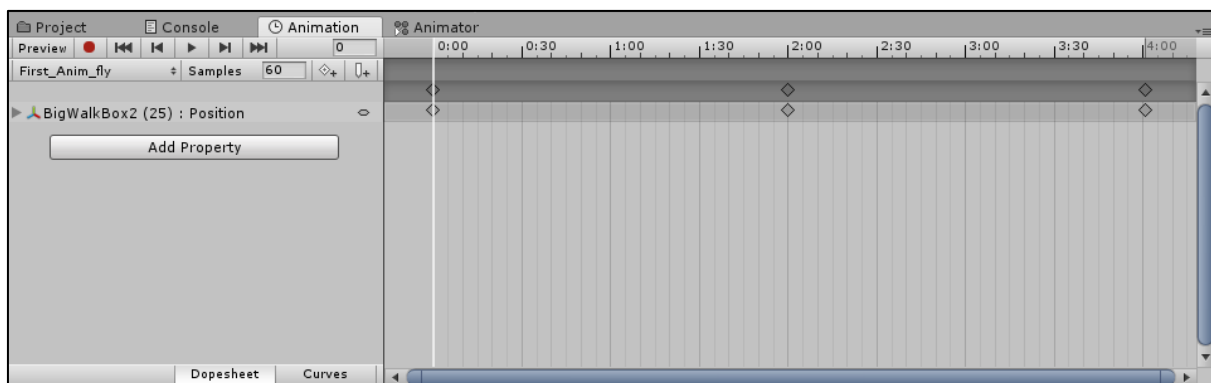 Project Console Animation Animator
Preview 0 0:00 0:30 1:00 1:30 2:00 2:30 3:00 3:30 4:00
First_Anim_fly Samples 60
BigWalkBox2 (25) : Position
Add Property
Dopesheet Curves